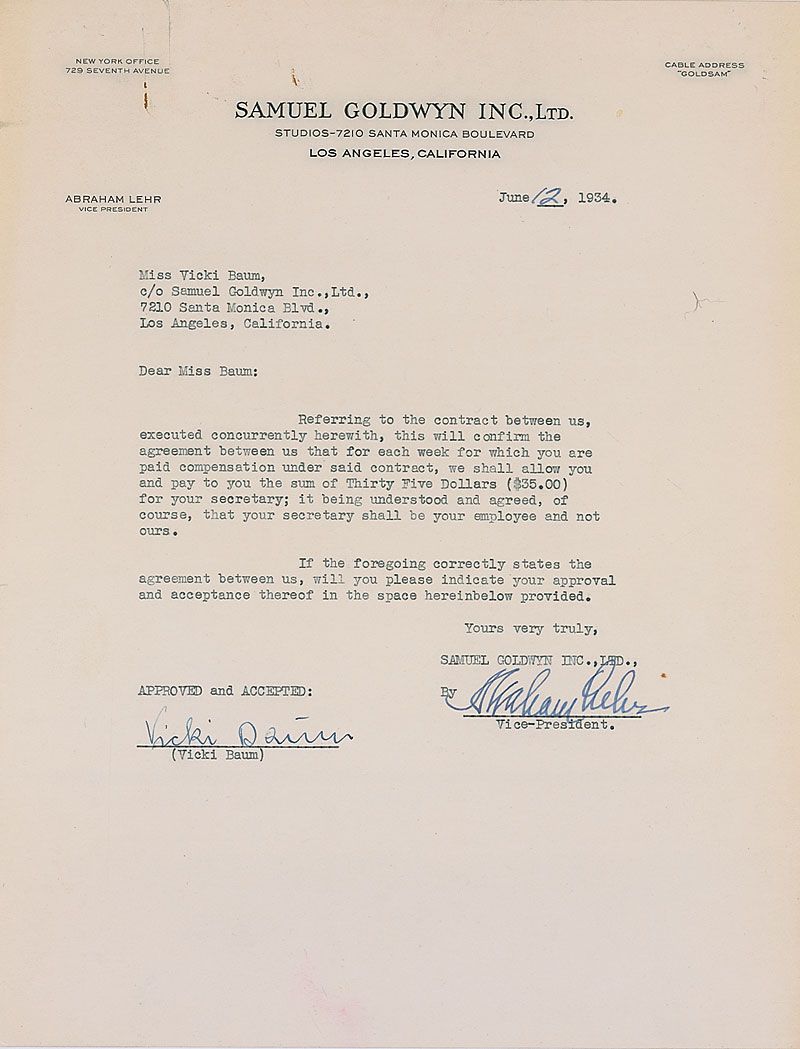 NEW YORK OFFICE
729 SEVENTH AVENUE
CABLE ADDRESS
"GOLDSAM"
SAMUEL GOLDWYN INC.,LTD.
STUDIOS-7210 SANTA MONICA BOULEVARD
LOS ANGELES, CALIFORNIA
ABRAHAM LEHR
VICE PRESIDENT
June 12, 1934.
Miss Vicki Baum,
c/o Samuel Goldwyn Inc.,Ltd.,
7210 Santa Monica Blvd.,
Los Angeles, California.
Dear Miss Baum:
Referring to the contract between us,
executed concurrently herewith, this will confirm the
agreement between us that for each week for which you are
paid compensation under said contract, we shall allow you
and pay to you the sum of Thirty Five Dollars ($35.00)
for your secretary; it being understood and agreed, of
course, that your secretary shall be your employee and not
ours.
If the foregoing correctly states the
agreement between us, will you please indicate your approval
and acceptance thereof in the space hereinbelow provided.
Yours very truly,
SAMUEL GOLDWYN INC.,LTD.,
By Abraham Lehr
Vice-President.
APPROVED and ACCEPTED:
Vicki Baum
(Vicki Baum)